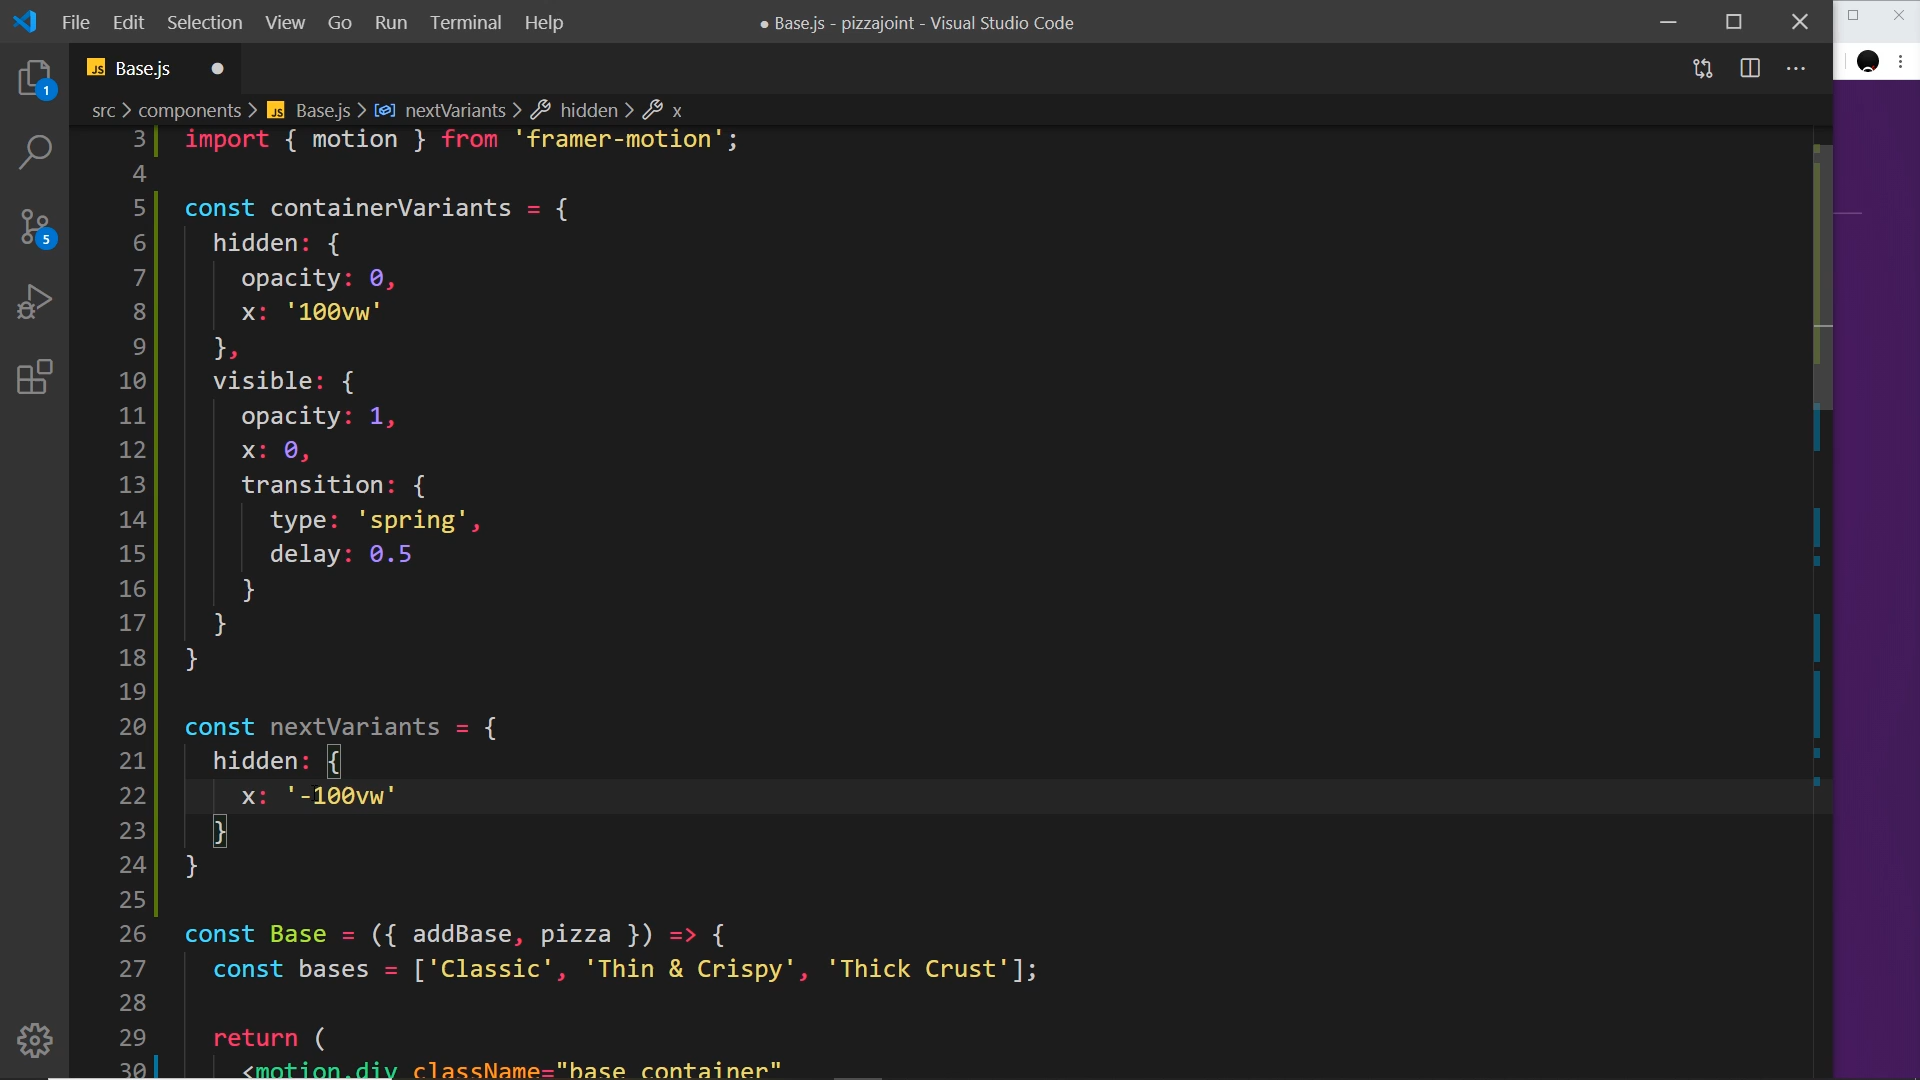 File Edit Selection View Go Run Terminal Help
● Base.js - pizzajoint - Visual Studio Code
JS Base.js ●
src > components > JS Base.js > nextVariants > hidden > x
1
5
3 import { motion } from 'framer-motion';
4
5 const containerVariants = {
6 hidden: {
7 opacity: 0,
8 x: '100vw'
9 },
10 visible: {
11 opacity: 1,
12 x: 0,
13 transition: {
14 type: 'spring',
15 delay: 0.5
16 }
17 }
18 }
19
20 const nextVariants = {
21 hidden: {
22 x: '-100vw'
23 }
24 }
25
26 const Base = ({ addBase, pizza }) => {
27 const bases = ['Classic', 'Thin & Crispy', 'Thick Crust'];
28
29 return (
30 <motion.div className="base container"